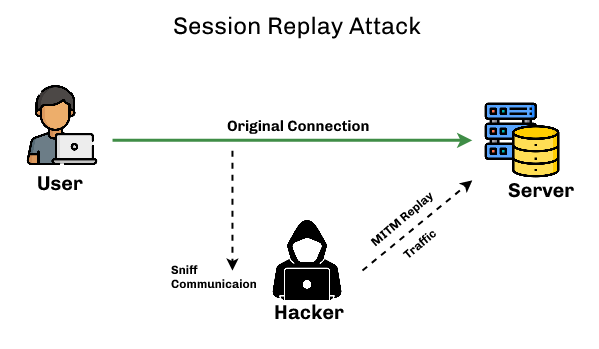 Session Replay Attack
Original Connection
User
Server
MITM Replay
Traffic
Sniff
Communicaion
Hacker